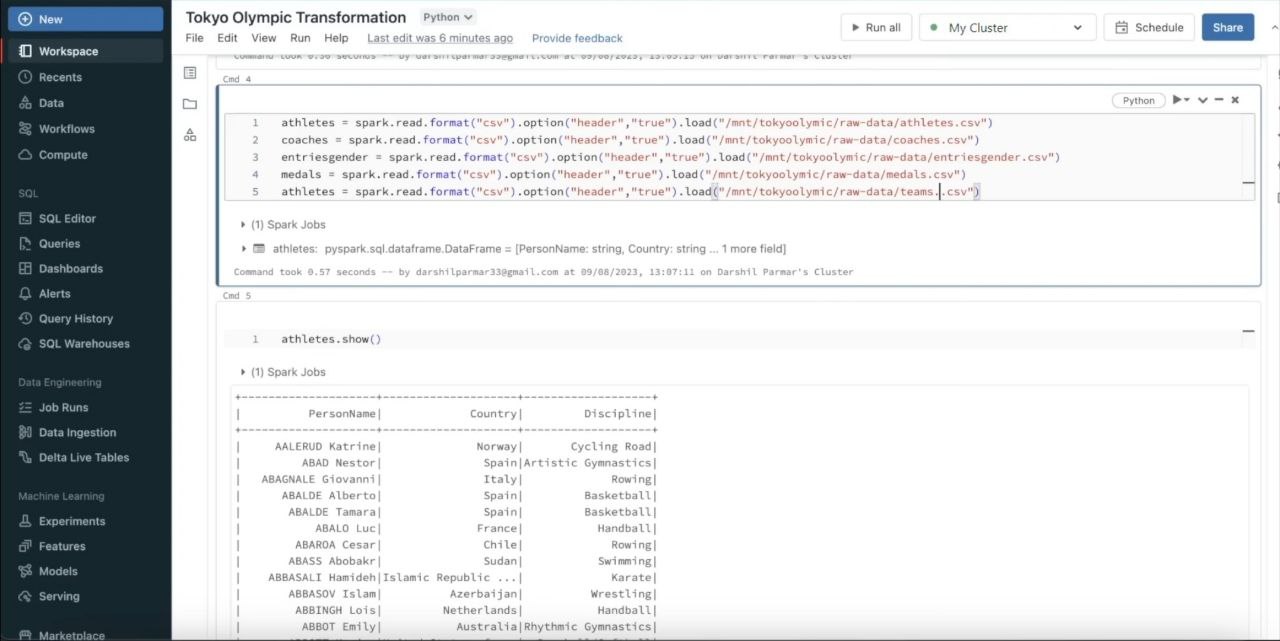 New
Workspace
Recents
Data
Workflows
Compute
SQL
SQL Editor
Queries
Dashboards
Alerts
Query History
SQL Warehouses
Data Engineering
Job Runs
Data Ingestion
Delta Live Tables
Machine Learning
Experiments
Features
Models
Serving
Marketplace
Tokyo Olympic Transformation Python
File Edit View Run Help Last edit was 6 minutes ago Provide feedback
Run all My Cluster Schedule Share
Command took 0.36 seconds -- by darshilparmar33@gmail.com at 09/08/2023, 13:05:13 on Darshil Parmar's Cluster
Cmd 4
Python
1 athletes = spark.read.format("csv").option("header","true").load("/mnt/tokyoolymic/raw-data/athletes.csv")
2 coaches = spark.read.format("csv").option("header","true").load("/mnt/tokyoolymic/raw-data/coaches.csv")
3 entriesgender = spark.read.format("csv").option("header","true").load("/mnt/tokyoolymic/raw-data/entriesgender.csv")
4 medals = spark.read.format("csv").option("header","true").load("/mnt/tokyoolymic/raw-data/medals.csv")
5 athletes = spark.read.format("csv").option("header","true").load("/mnt/tokyoolymic/raw-data/teams..csv")
(1) Spark Jobs
athletes: pyspark.sql.dataframe.DataFrame = [PersonName: string, Country: string ... 1 more field]
Command took 0.57 seconds -- by darshilparmar33@gmail.com at 09/08/2023, 13:07:11 on Darshil Parmar's Cluster
Cmd 5
1 athletes.show()
(1) Spark Jobs
+--------------------+--------------------+-------------------+
| PersonName| Country| Discipline|
+--------------------+--------------------+-------------------+
| AALERUD Katrine| Norway| Cycling Road|
| ABAD Nestor| Spain|Artistic Gymnastics|
| ABAGNALE Giovanni| Italy| Rowing|
| ABALDE Alberto| Spain| Basketball|
| ABALDE Tamara| Spain| Basketball|
| ABALO Luc| France| Handball|
| ABAROA Cesar| Chile| Rowing|
| ABASS Abobakr| Sudan| Swimming|
| ABBASALI Hamideh|Islamic Republic ...| Karate|
| ABBASOV Islam| Azerbaijan| Wrestling|
| ABBINGH Lois| Netherlands| Handball|
| ABBOT Emily| Australia|Rhythmic Gymnastics|